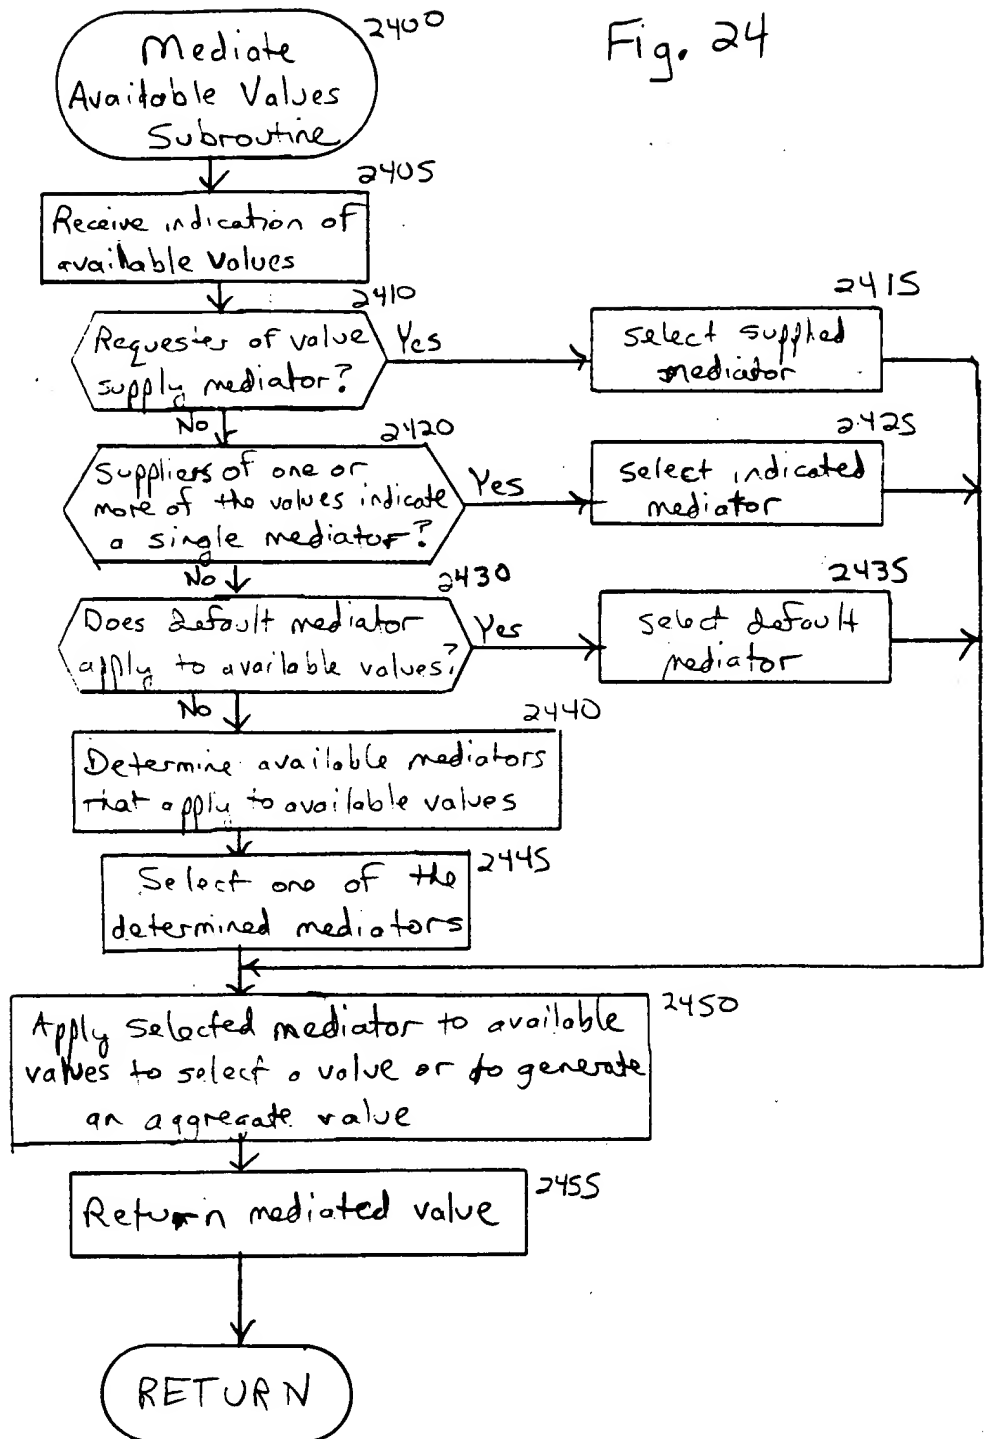 Fig. 24
2400
Mediate
Available Values
Subroutine
2405
Receive indication of
available values
2410
Requester of value
supply mediator?
Yes
2415
select supplied
mediator
No
2420
Suppliers of one or
more of the values indicate
a single mediator?
Yes
2425
select indicated
mediator
No
2430
Does default mediator
apply to available values?
Yes
2435
select default
mediator
No
2440
Determine available mediators
that apply to available values
2445
Select one of the
determined mediators
2450
Apply selected mediator to available
values to select a value or to generate
an aggregate value
2455
Return mediated value
RETURN